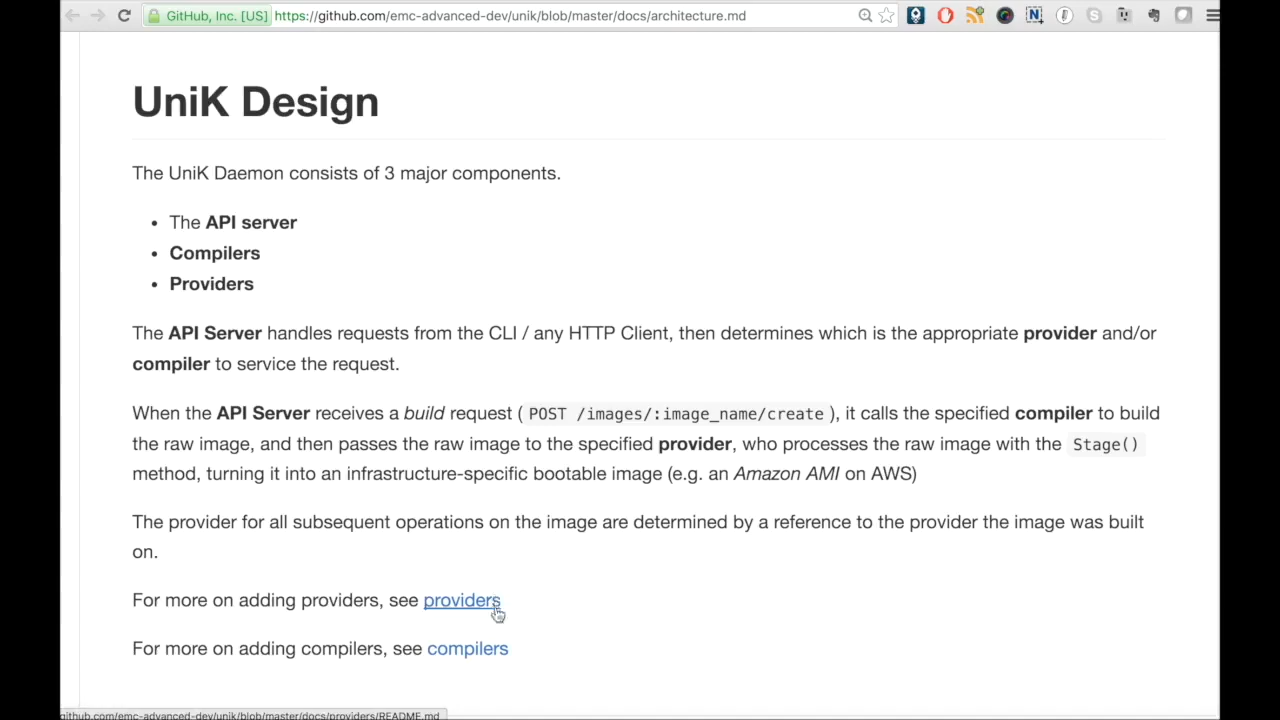 GitHub, Inc. [US] https://github.com/emc-advanced-dev/unik/blob/master/docs/architecture.md
UniK Design
The UniK Daemon consists of 3 major components.
• The API server
• Compilers
• Providers
The API Server handles requests from the CLI / any HTTP Client, then determines which is the appropriate provider and/or
compiler to service the request.
When the API Server receives a build request ( POST /images/:image_name/create ), it calls the specified compiler to build
the raw image, and then passes the raw image to the specified provider, who processes the raw image with the Stage()
method, turning it into an infrastructure-specific bootable image (e.g. an Amazon AMI on AWS)
The provider for all subsequent operations on the image are determined by a reference to the provider the image was built
on.
For more on adding providers, see providers
For more on adding compilers, see compilers
github.com/emc-advanced-dev/unik/blob/master/docs/providers/README.md